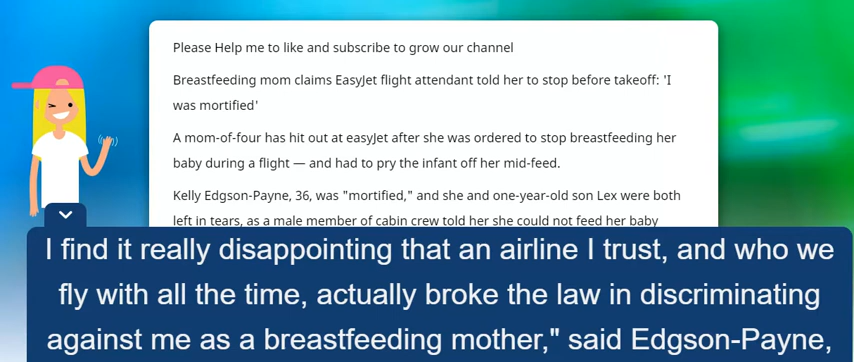 Please Help me to like and subscribe to grow our channel
Breastfeeding mom claims EasyJet flight attendant told her to stop before takeoff: 'I
was mortified'
A mom-of-four has hit out at easyJet after she was ordered to stop breastfeeding her
baby during a flight — and had to pry the infant off her mid-feed.
Kelly Edgson-Payne, 36, was "mortified," and she and one-year-old son Lex were both
left in tears, as a male member of cabin crew told her she could not feed her baby
I find it really disappointing that an airline I trust, and who we
fly with all the time, actually broke the law in discriminating
against me as a breastfeeding mother," said Edgson-Payne,